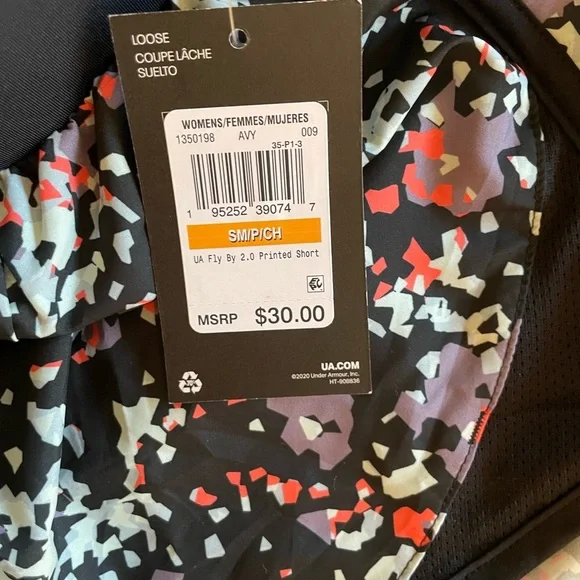 LOOSE
COUPE LÂCHE
SUELTO
WOMENS/FEMMES/MUJERES
1350198 AVY 009
35-P1-3
1 95252 39074 7
SM/P/CH
UA Fly By 2.0 Printed Short
MSRP $30.00
UA.COM
©2020 Under Armour, Inc.
HT-908836